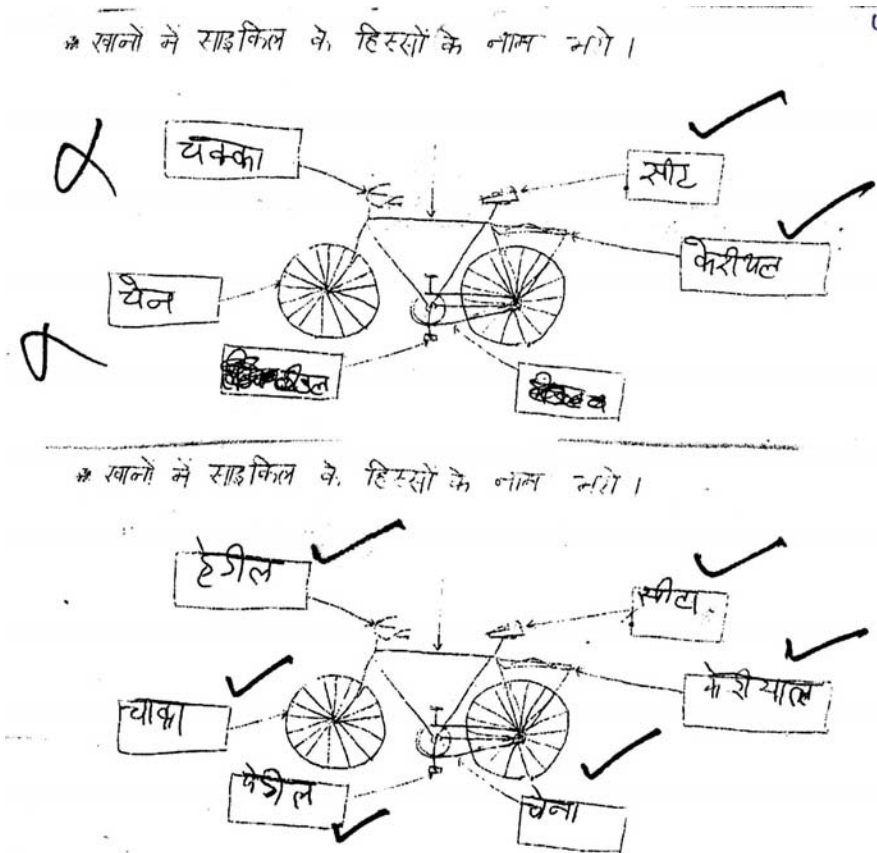 * खानों में साइकिल के हिस्सों के नाम भरो ।
चक्का
सीट
केरीयल
चेन
* खानों में साइकिल के हिस्सों के नाम भरो ।
हेडील
सीटा
केरीयाल
चाका
पेडील
चेना